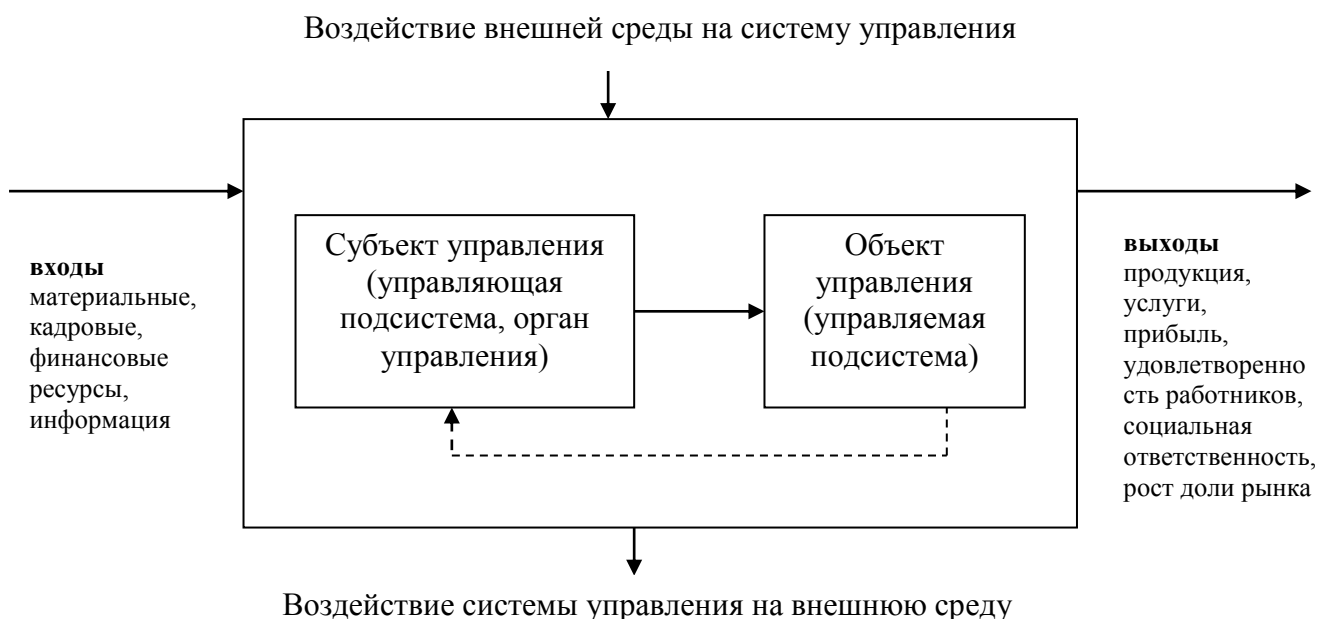 Воздействие внешней среды на систему управления
входы
материальные,
кадровые,
финансовые
ресурсы,
информация
Субъект управления
(управляющая
подсистема, орган
управления)
Объект
управления
(управляемая
подсистема)
выходы
продукция,
услуги,
прибыль,
удовлетворенно
сть работников,
социальная
ответственность,
рост доли рынка
Воздействие системы управления на внешнюю среду